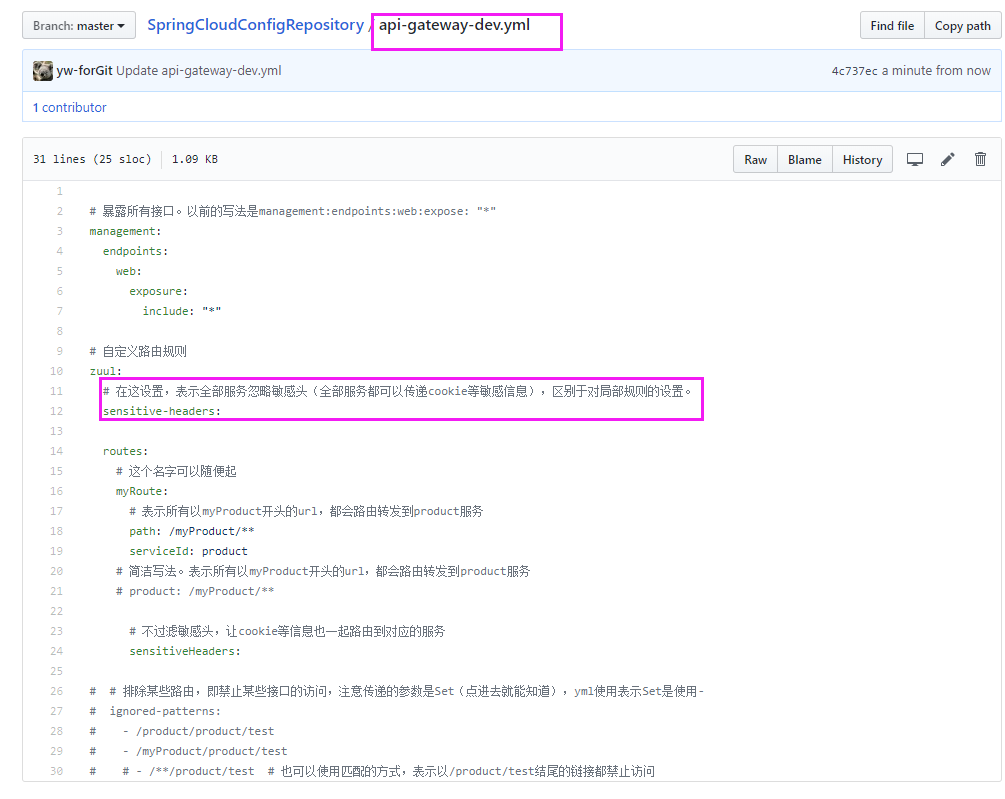 Branch: master SpringCloudConfigRepository / api-gateway-dev.yml Find file Copy path
yw-forGit Update api-gateway-dev.yml 4c737ec a minute from now
1 contributor
31 lines (25 sloc) 1.09 KB Raw Blame History
1
2 # 暴露所有接口。以前的写法是management:endpoints:web:expose: "*"
3 management:
4 endpoints:
5 web:
6 exposure:
7 include: "*"
8
9 # 自定义路由规则
10 zuul:
11 # 在这设置，表示全部服务忽略敏感头（全部服务都可以传递cookie等敏感信息），区别于对局部规则的设置。
12 sensitive-headers:
13
14 routes:
15 # 这个名字可以随便起
16 myRoute:
17 # 表示所有以myProduct开头的url，都会路由转发到product服务
18 path: /myProduct/**
19 serviceId: product
20 # 简洁写法。表示所有以myProduct开头的url，都会路由转发到product服务
21 # product: /myProduct/**
22
23 # 不过滤敏感头，让cookie等信息也一起路由到对应的服务
24 sensitiveHeaders:
25
26 # # 排除某些路由，即禁止某些接口的访问，注意传递的参数是Set（点进去就能知道），yml使用表示Set是使用-
27 # ignored-patterns:
28 # - /product/product/test
29 # - /myProduct/product/test
30 # # - /**/product/test # 也可以使用匹配的方式，表示以/product/test结尾的链接都禁止访问